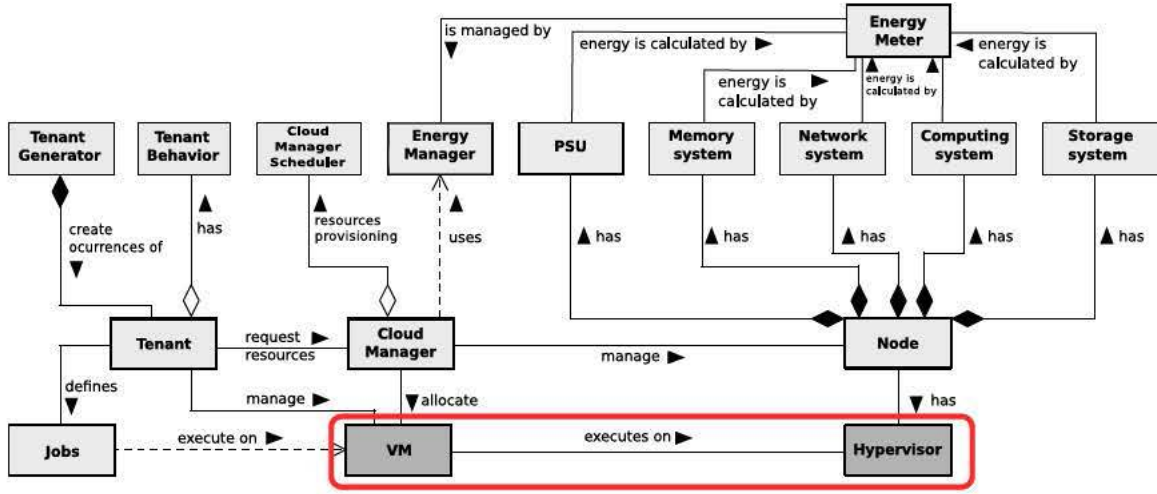 Energy
Meter
is managed by
energy is calculated by
energy is
calculated by
energy is
calculated by
energy is
calculated by
Tenant
Generator
Tenant
Behavior
Cloud
Manager
Scheduler
Energy
Manager
PSU
Memory
system
Network
system
Computing
system
Storage
system
create
ocurrences of
has
resources
provisioning
uses
has
has
has
has
has
Tenant
request
resources
Cloud
Manager
manage
Node
defines
manage
allocate
has
Jobs
execute on
VM
executes on
Hypervisor